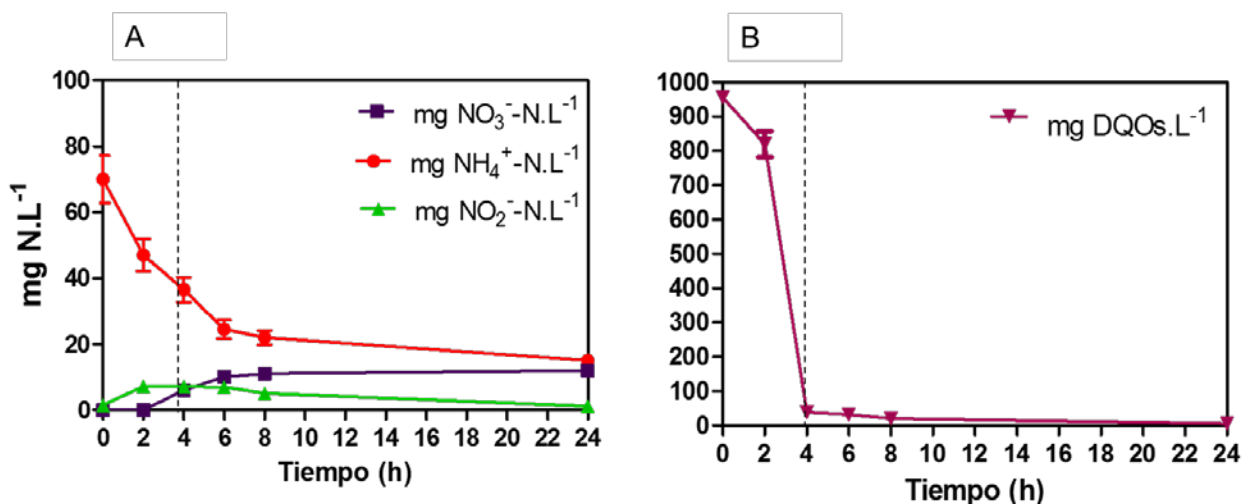 A
100
80
60
40
20
0
mg N.L⁻¹
mg NO₃⁻-N.L⁻¹
mg NH₄⁺-N.L⁻¹
mg NO₂⁻-N.L⁻¹
0 2 4 6 8 10 12 14 16 18 20 22 24
Tiempo (h)
B
1000
900
800
700
600
500
400
300
200
100
0
mg DQOs.L⁻¹
0 2 4 6 8 10 12 14 16 18 20 22 24
Tiempo (h)